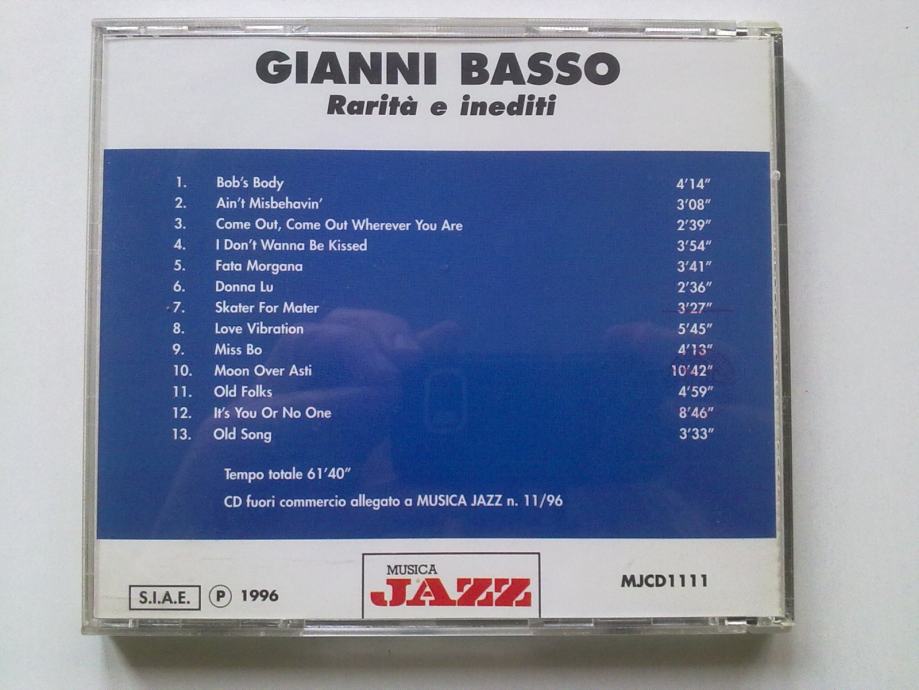 GIANNI BASSO
Rarità e inediti
1. Bob's Body 4'14"
2. Ain't Misbehavin' 3'08"
3. Come Out, Come Out Wherever You Are 2'39"
4. I Don't Wanna Be Kissed 3'54"
5. Fata Morgana 3'41"
6. Donna Lu 2'36"
7. Skater For Mater 3'27"
8. Love Vibration 5'45"
9. Miss Bo 4'13"
10. Moon Over Asti 10'42"
11. Old Folks 4'59"
12. It's You Or No One 8'46"
13. Old Song 3'33"
Tempo totale 61'40"
CD fuori commercio allegato a MUSICA JAZZ n. 11/96
S.I.A.E. Ⓟ 1996
MUSICA
JAZZ
MJCD1111